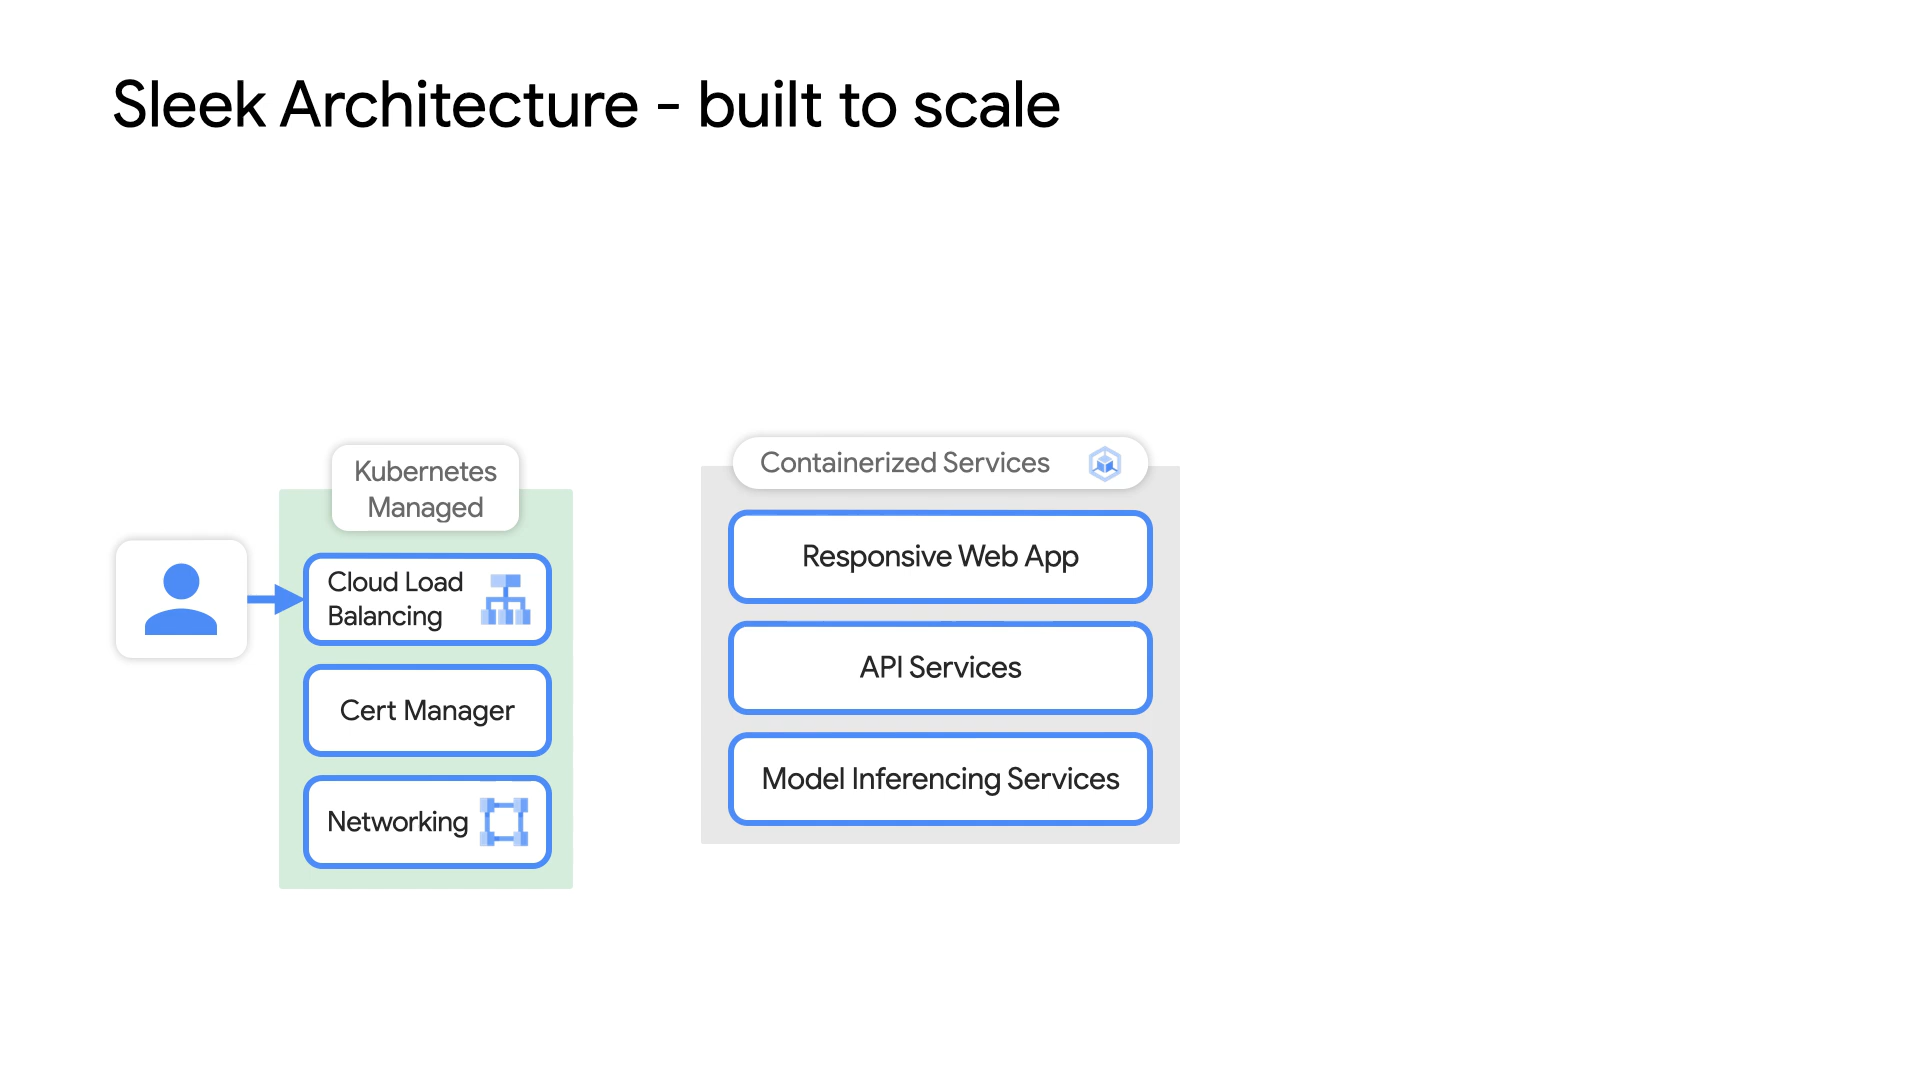 Sleek Architecture - built to scale
Kubernetes
Managed
Cloud Load
Balancing
Cert Manager
Networking
Containerized Services
Responsive Web App
API Services
Model Inferencing Services